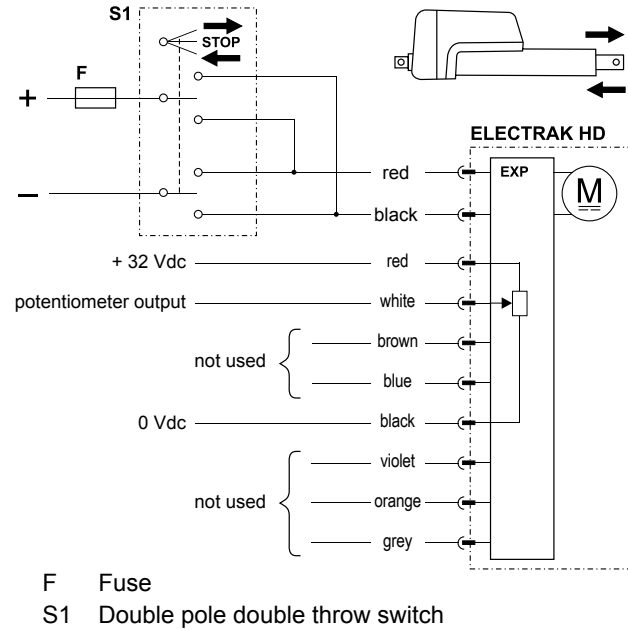 S1
STOP
F
+
–
ELECTRAK HD
EXP
M
red
black
+ 32 Vdc red
potentiometer output white
brown
not used
blue
0 Vdc black
violet
not used orange
grey
F Fuse
S1 Double pole double throw switch